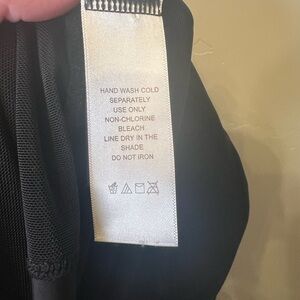 HAND WASH COLD
SEPARATELY
USE ONLY
NON-CHLORINE
BLEACH
LINE DRY IN THE
SHADE
DO NOT IRON